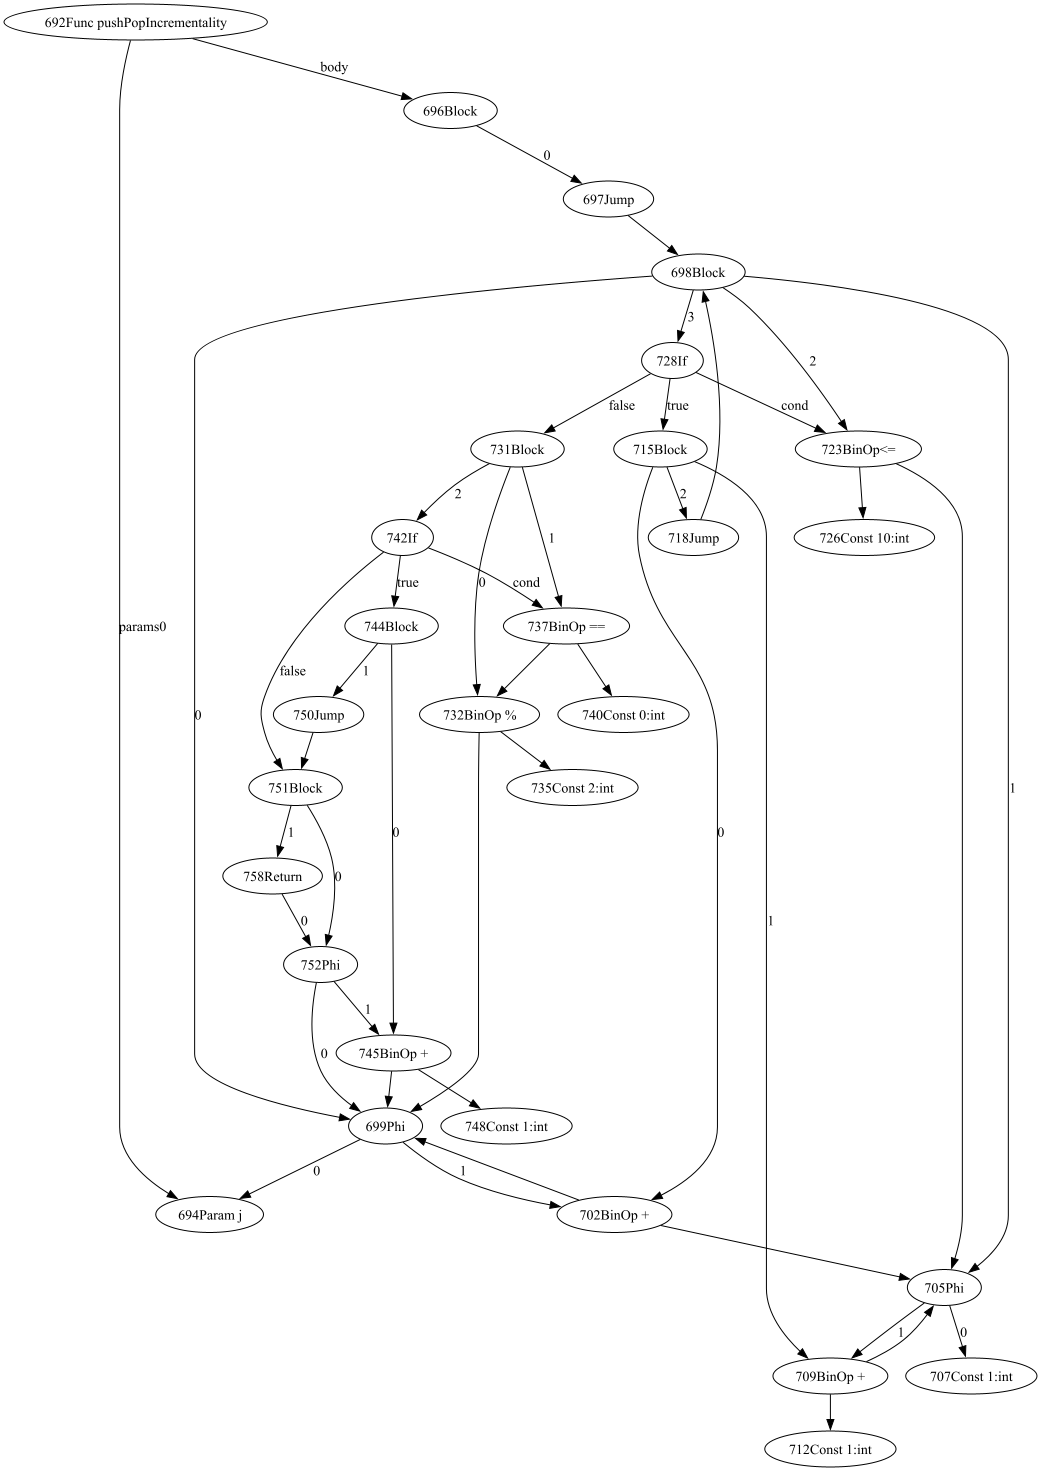 692Func pushPopIncrementality
body
696Block
0
697Jump
698Block
3
728If
2
false
true
cond
731Block
715Block
723BinOp<=
2
2
742If
0
1
718Jump
726Const 10:int
true
cond
744Block
737BinOp ==
params0
false
1
0
750Jump
732BinOp %
740Const 0:int
751Block
735Const 2:int
1
1
0
0
758Return
0
0
1
752Phi
1
0
745BinOp +
699Phi
748Const 1:int
0
1
694Param j
702BinOp +
705Phi
1
0
709BinOp +
707Const 1:int
712Const 1:int